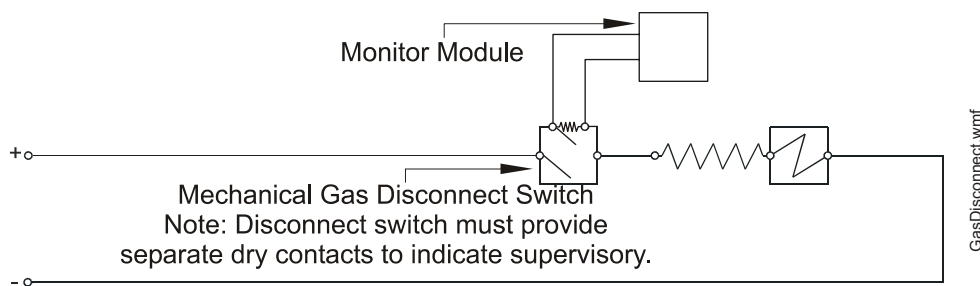 Monitor Module
+
Mechanical Gas Disconnect Switch
Note: Disconnect switch must provide
separate dry contacts to indicate supervisory.
-
GasDisconnect.wmf